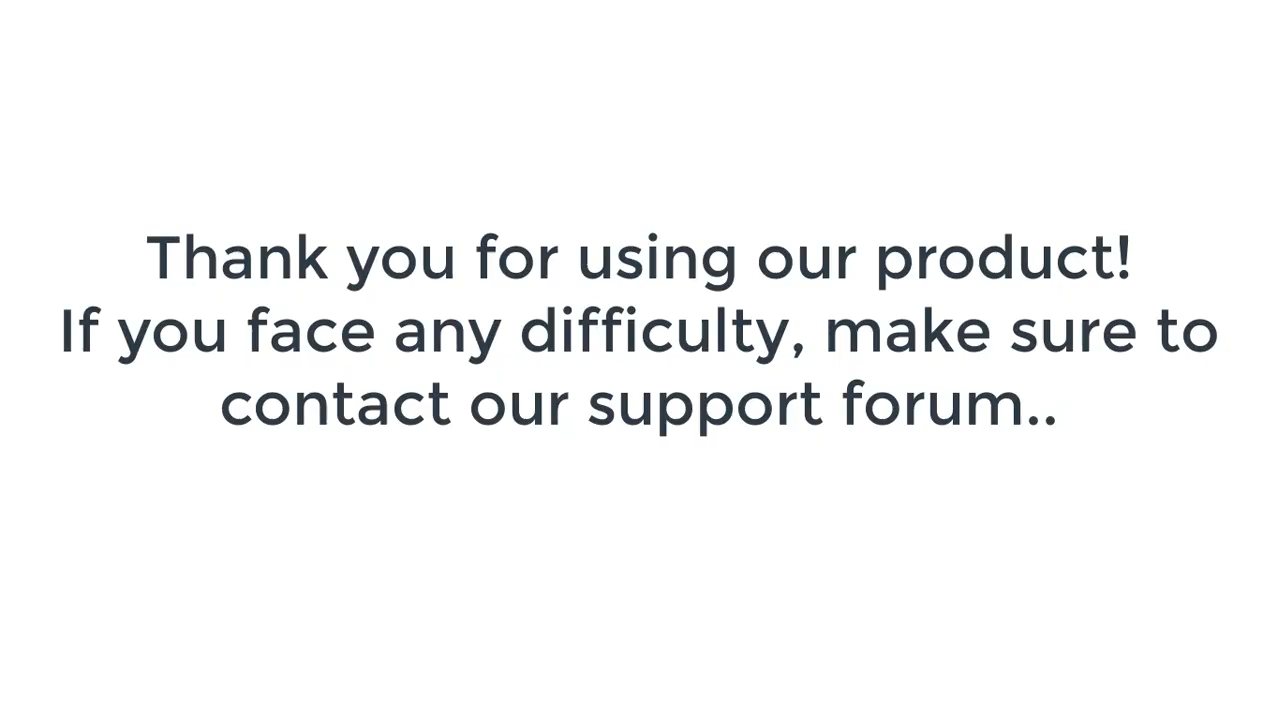 Thank you for using our product!
If you face any difficulty, make sure to
contact our support forum..